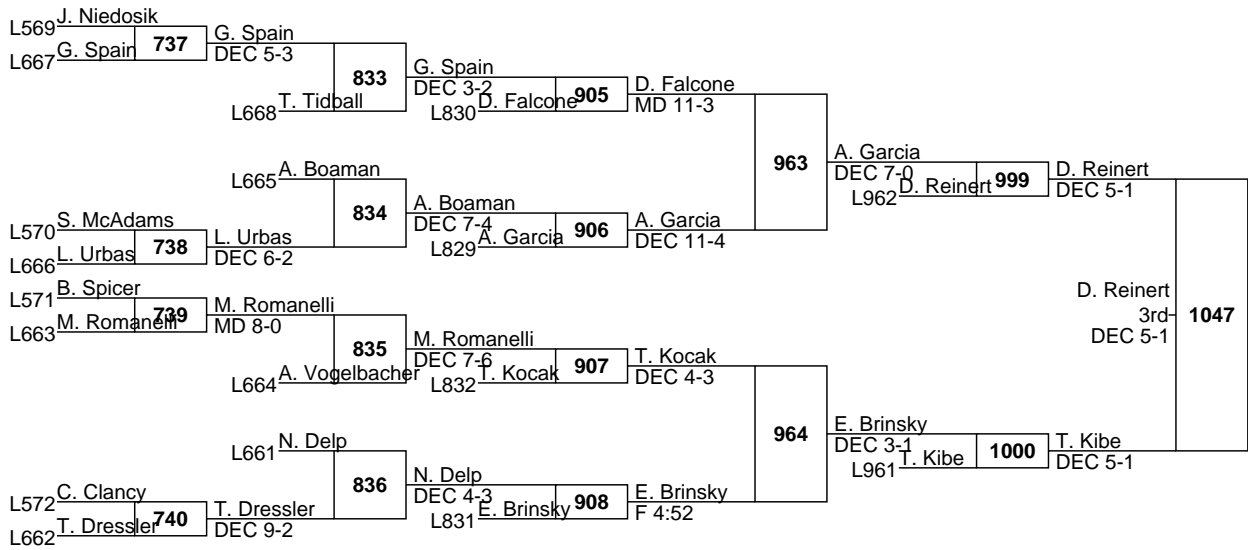 J. Niedosik
L569
737
G. Spain
DEC 5-3
G. Spain
L667
833
G. Spain
DEC 3-2
T. Tidball
L668
905
D. Falcone
MD 11-3
D. Falcone
L830
963
A. Garcia
DEC 7-0
A. Boaman
L665
834
A. Boaman
DEC 7-4
S. McAdams
L570
738
L. Urbas
DEC 6-2
L. Urbas
L666
906
A. Garcia
DEC 11-4
A. Garcia
L829
999
D. Reinert
DEC 5-1
D. Reinert
L962
B. Spicer
L571
739
M. Romanelli
MD 8-0
M. Romanelli
L663
835
M. Romanelli
DEC 7-6
A. Vogelbacher
L664
907
T. Kocak
DEC 4-3
T. Kocak
L832
D. Reinert
3rd
DEC 5-1
1047
964
E. Brinsky
DEC 3-1
N. Delp
L661
836
N. Delp
DEC 4-3
C. Clancy
L572
740
T. Dressler
DEC 9-2
T. Dressler
L662
908
E. Brinsky
F 4:52
E. Brinsky
L831
1000
T. Kibe
DEC 5-1
T. Kibe
L961